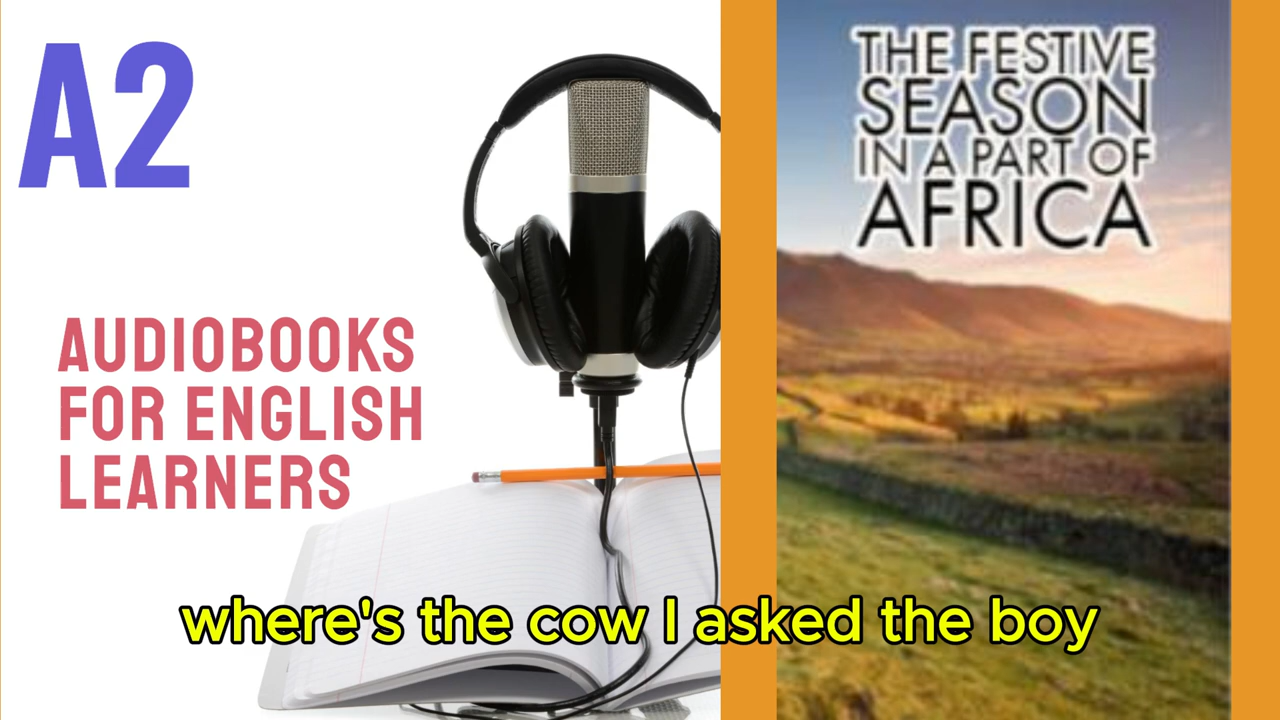 A2
AUDIOBOOKS
FOR ENGLISH
LEARNERS
THE FESTIVE
SEASON
IN A PART OF
AFRICA
where's the cow I asked the boy